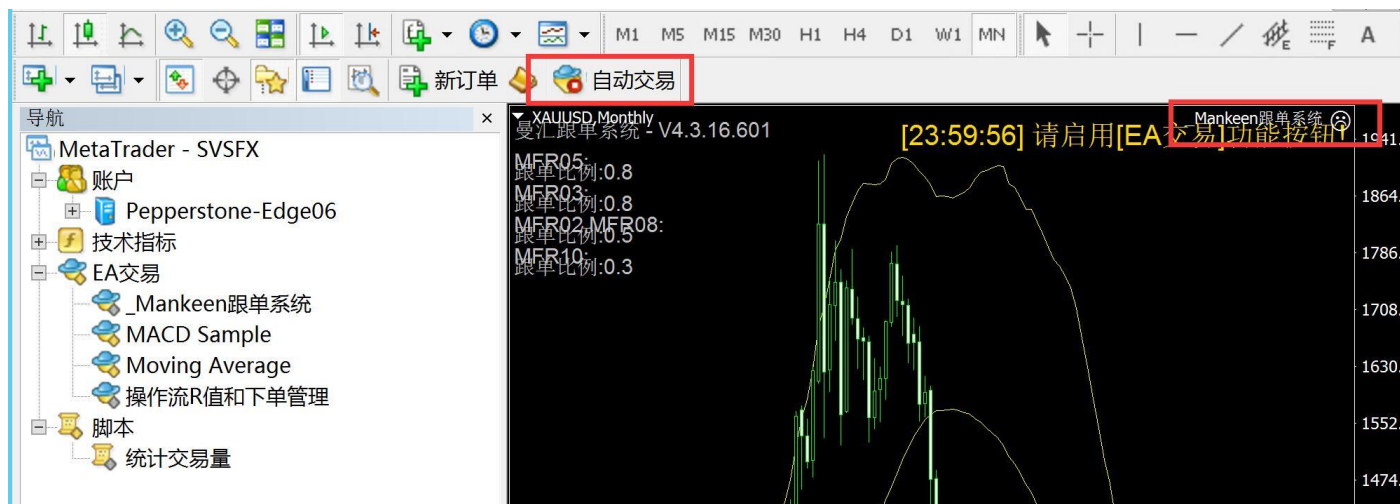 M1 M5 M15 M30 H1 H4 D1 W1 MN E F A
新订单 自动交易
导航
MetaTrader - SVSFX
账户
Pepperstone-Edge06
技术指标
EA交易
_Mankeen跟单系统
MACD Sample
Moving Average
操作流R值和下单管理
脚本
统计交易量
XAUUSD,Monthly
曼汇跟单系统 - V4.3.16.601
Mankeen跟单系统
[23:59:56] 请启用[EA交易]功能按钮!
MFR05:
跟单比例:0.8
MFR03:
跟单比例:0.8
MFR02,MFR08:
跟单比例:0.5
MFR10:
跟单比例:0.3
1941.
1864.
1786.
1708.
1630.
1552.
1474